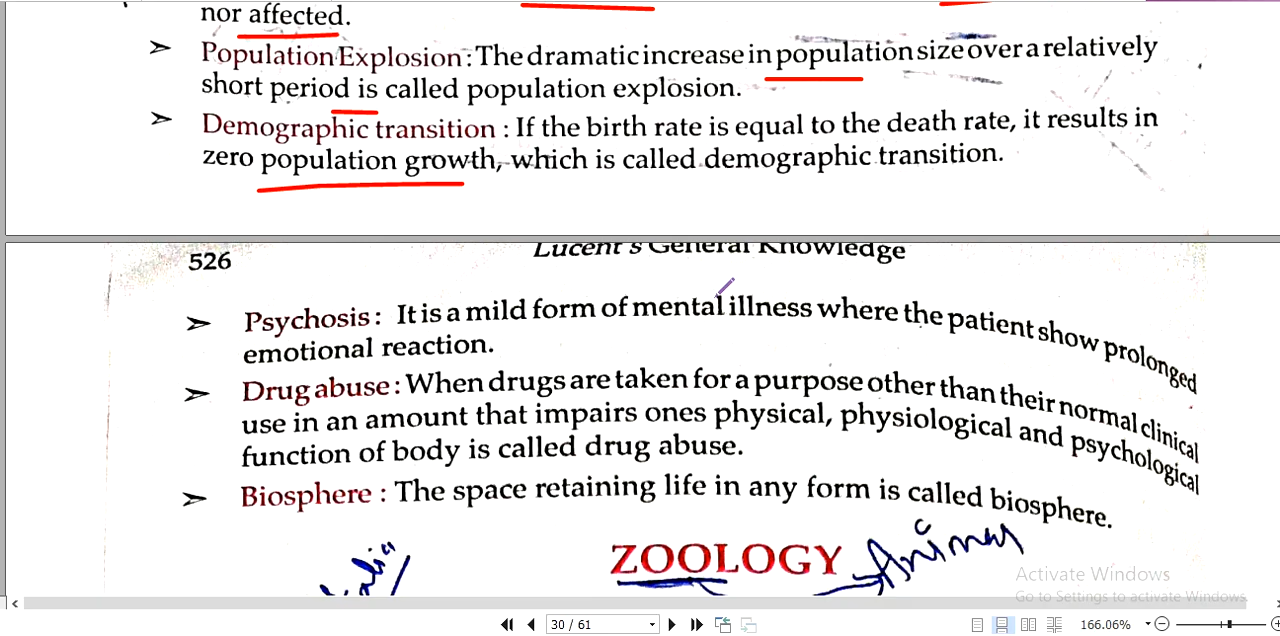 nor affected.
➢ Population Explosion : The dramatic increase in population size over a relatively
short period is called population explosion.
➢ Demographic transition : If the birth rate is equal to the death rate, it results in
zero population growth, which is called demographic transition.
526 Lucent's General Knowledge
➢ Psychosis : It is a mild form of mental illness where the patient show prolonged
emotional reaction.
➢ Drug abuse : When drugs are taken for a purpose other than their normal clinical
use in an amount that impairs ones physical, physiological and psychological
function of body is called drug abuse.
➢ Biosphere : The space retaining life in any form is called biosphere.
ZOOLOGY Animal
Activate Windows
Go to Settings to activate Windows.
30 / 61
166.06%